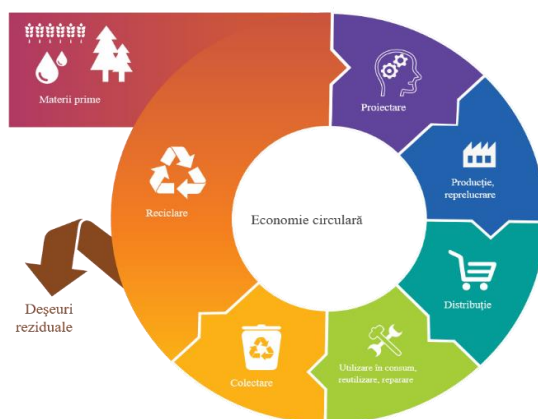 Materii prime
Proiectare
Producție,
reprelucrare
Distribuție
Utilizare în consum,
reutilizare, reparare
Colectare
Reciclare
Deșeuri
reziduale
Economie circulară